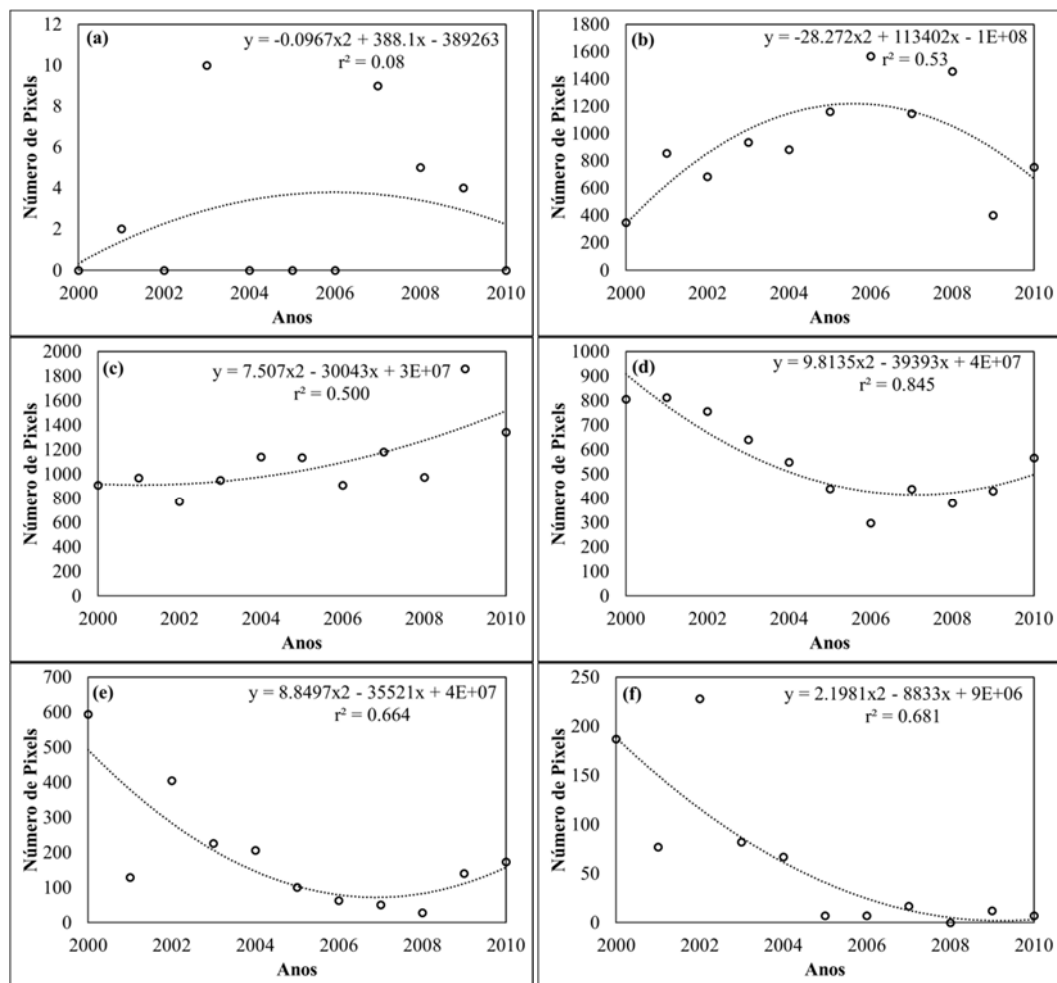 (a)
y = -0.0967x2 + 388.1x - 389263
r² = 0.08
Número de Pixels
12
10
8
6
4
2
0
2000 2002 2004 2006 2008 2010
Anos
(b)
y = -28.272x2 + 113402x - 1E+08
r² = 0.53
Número de Pixels
1800
1600
1400
1200
1000
800
600
400
200
0
2000 2002 2004 2006 2008 2010
Anos
(c)
y = 7.507x2 - 30043x + 3E+07
r² = 0.500
Número de Pixels
2000
1800
1600
1400
1200
1000
800
600
400
200
0
2000 2002 2004 2006 2008 2010
Anos
(d)
y = 9.8135x2 - 39393x + 4E+07
r² = 0.845
Número de Pixels
1000
900
800
700
600
500
400
300
200
100
0
2000 2002 2004 2006 2008 2010
Anos
(e)
y = 8.8497x2 - 35521x + 4E+07
r² = 0.664
Número de Pixels
700
600
500
400
300
200
100
0
2000 2002 2004 2006 2008 2010
Anos
(f)
y = 2.1981x2 - 8833x + 9E+06
r² = 0.681
Número de Pixels
250
200
150
100
50
0
2000 2002 2004 2006 2008 2010
Anos